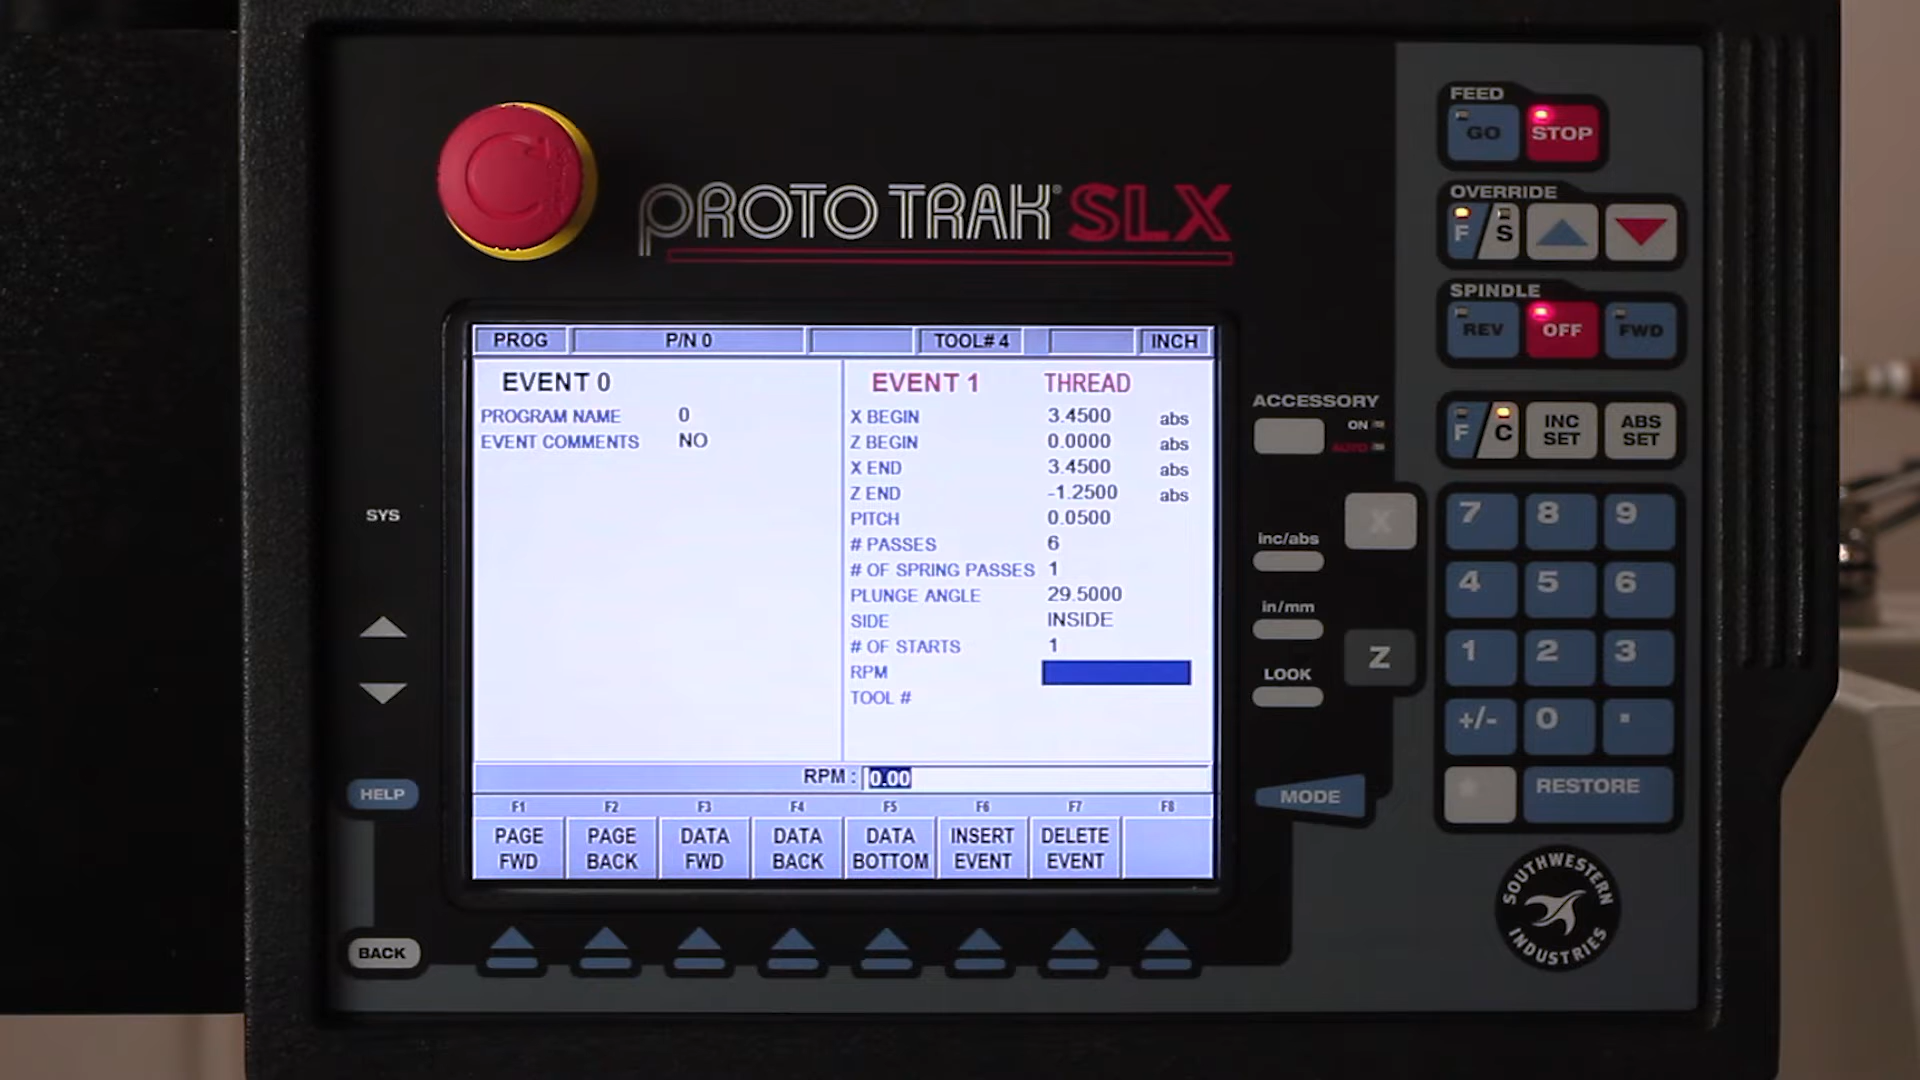 PROTOTRAK® SLX
PROG P/N 0 TOOL# 4 INCH
EVENT 0
PROGRAM NAME 0
EVENT COMMENTS NO
EVENT 1 THREAD
X BEGIN 3.4500 abs
Z BEGIN 0.0000 abs
X END 3.4500 abs
Z END -1.2500 abs
PITCH 0.0500
# PASSES 6
# OF SPRING PASSES 1
PLUNGE ANGLE 29.5000
SIDE INSIDE
# OF STARTS 1
RPM
TOOL #
RPM : 0.00
F1 F2 F3 F4 F5 F6 F7 F8
PAGE FWD
PAGE BACK
DATA FWD
DATA BACK
DATA BOTTOM
INSERT EVENT
DELETE EVENT
SYS
HELP
BACK
FEED
GO STOP
OVERRIDE
F S
SPINDLE
REV OFF FWD
ACCESSORY
ON
AUTO
F C
INC SET
ABS SET
inc/abs
in/mm
LOOK
X
Z
MODE
7 8 9
4 5 6
1 2 3
+/- 0 .
RESTORE
SOUTHWESTERN
INDUSTRIES